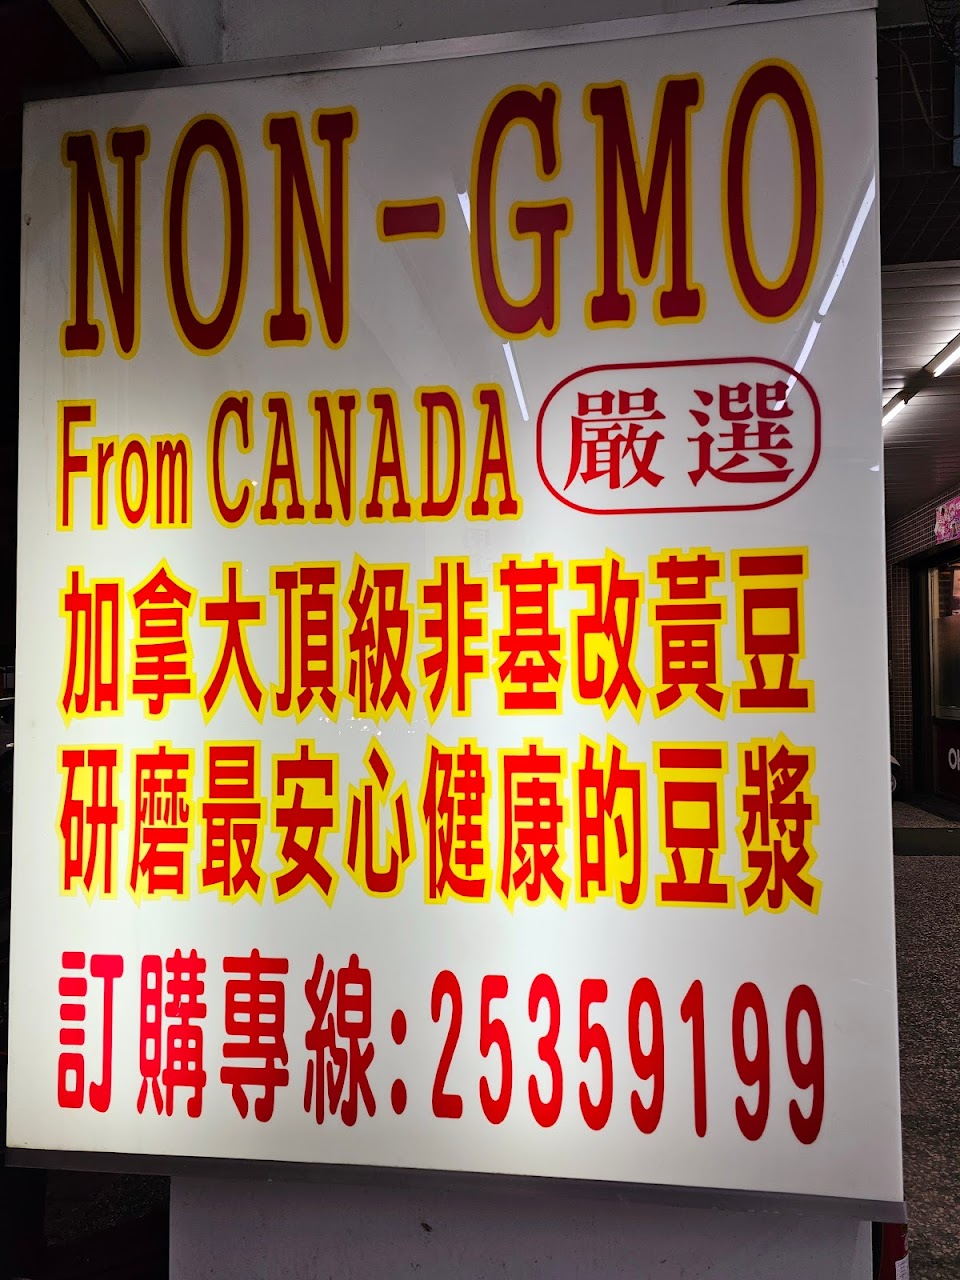 NON-GMO
From CANADA 嚴選
加拿大頂級非基改黃豆
研磨最安心健康的豆漿
訂購專線:25359199